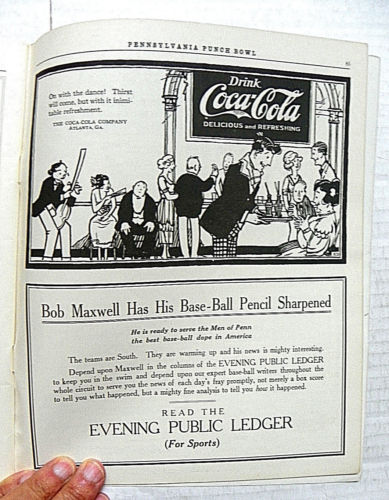 PENNSYLVANIA PUNCH BOWL
On with the dance! Thirst
will come, but with it inimi-
table refreshment.
THE COCA-COLA COMPANY
ATLANTA, GA.
Drink
Coca-Cola
DELICIOUS and REFRESHING
Bob Maxwell Has His Base-Ball Pencil Sharpened
He is ready to serve the Men of Penn
the best base-ball dope in America
The teams are South. They are warming up and his news is mighty interesting.
Depend upon Maxwell in the columns of the EVENING PUBLIC LEDGER
to keep you in the swim and depend upon our expert base-ball writers throughout the
whole circuit to serve you the news of each day's fray promptly, not merely a box score
to tell you what happened, but a mighty fine analysis to tell you how it happened.
READ THE
EVENING PUBLIC LEDGER
(For Sports)